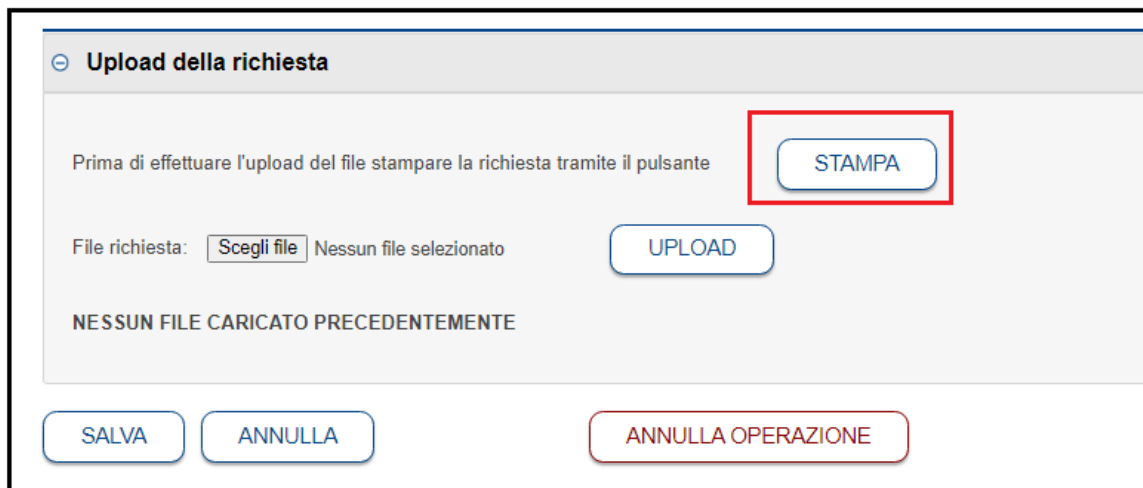 Upload della richiesta
Prima di effettuare l'upload del file stampare la richiesta tramite il pulsante STAMPA
File richiesta: Scegli file Nessun file selezionato UPLOAD
NESSUN FILE CARICATO PRECEDENTEMENTE
SALVA ANNULLA ANNULLA OPERAZIONE